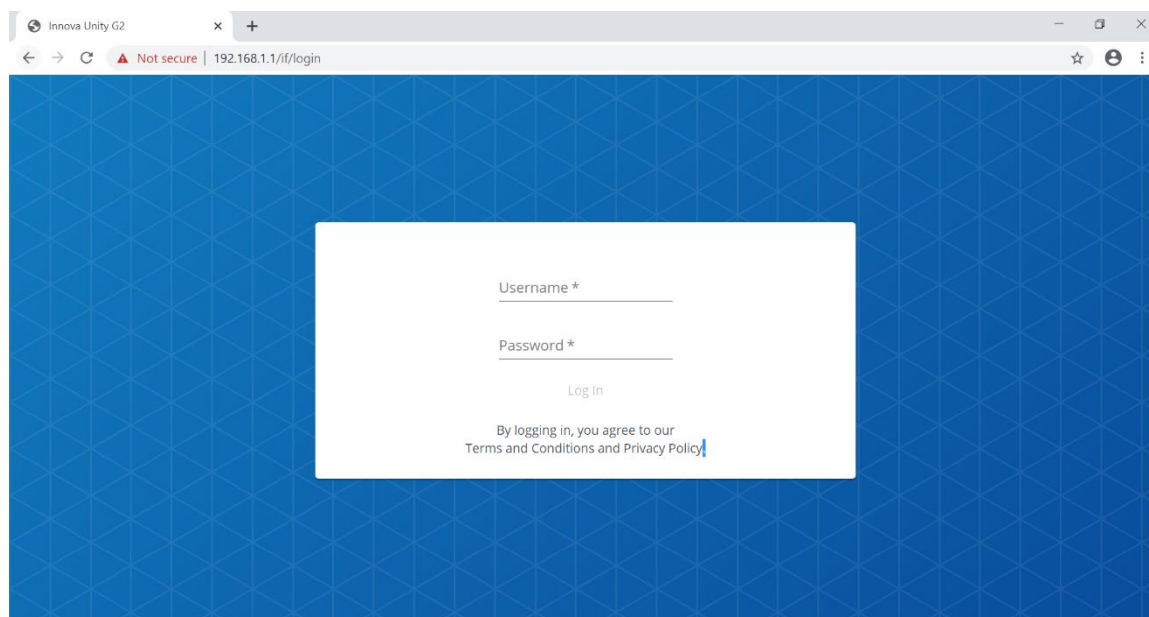 Innova Unity G2
Not secure | 192.168.1.1/if/login
Username *
Password *
Log In
By logging in, you agree to our
Terms and Conditions and Privacy Policy.